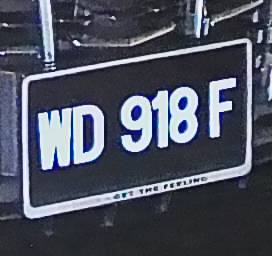 WD 918 F
GET THE FEELING